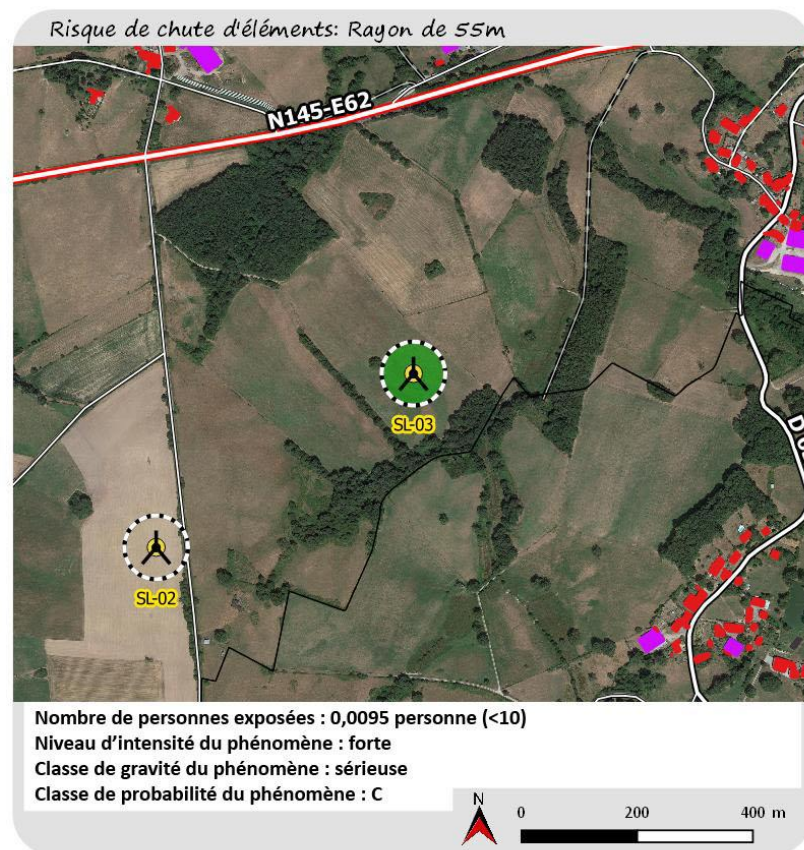 Risque de chute d'éléments: Rayon de 55m
N145-E62
SL-03
SL-02
Nombre de personnes exposées : 0,0095 personne (<10)
Niveau d'intensité du phénomène : forte
Classe de gravité du phénomène : sérieuse
Classe de probabilité du phénomène : C
N
0 200 400 m